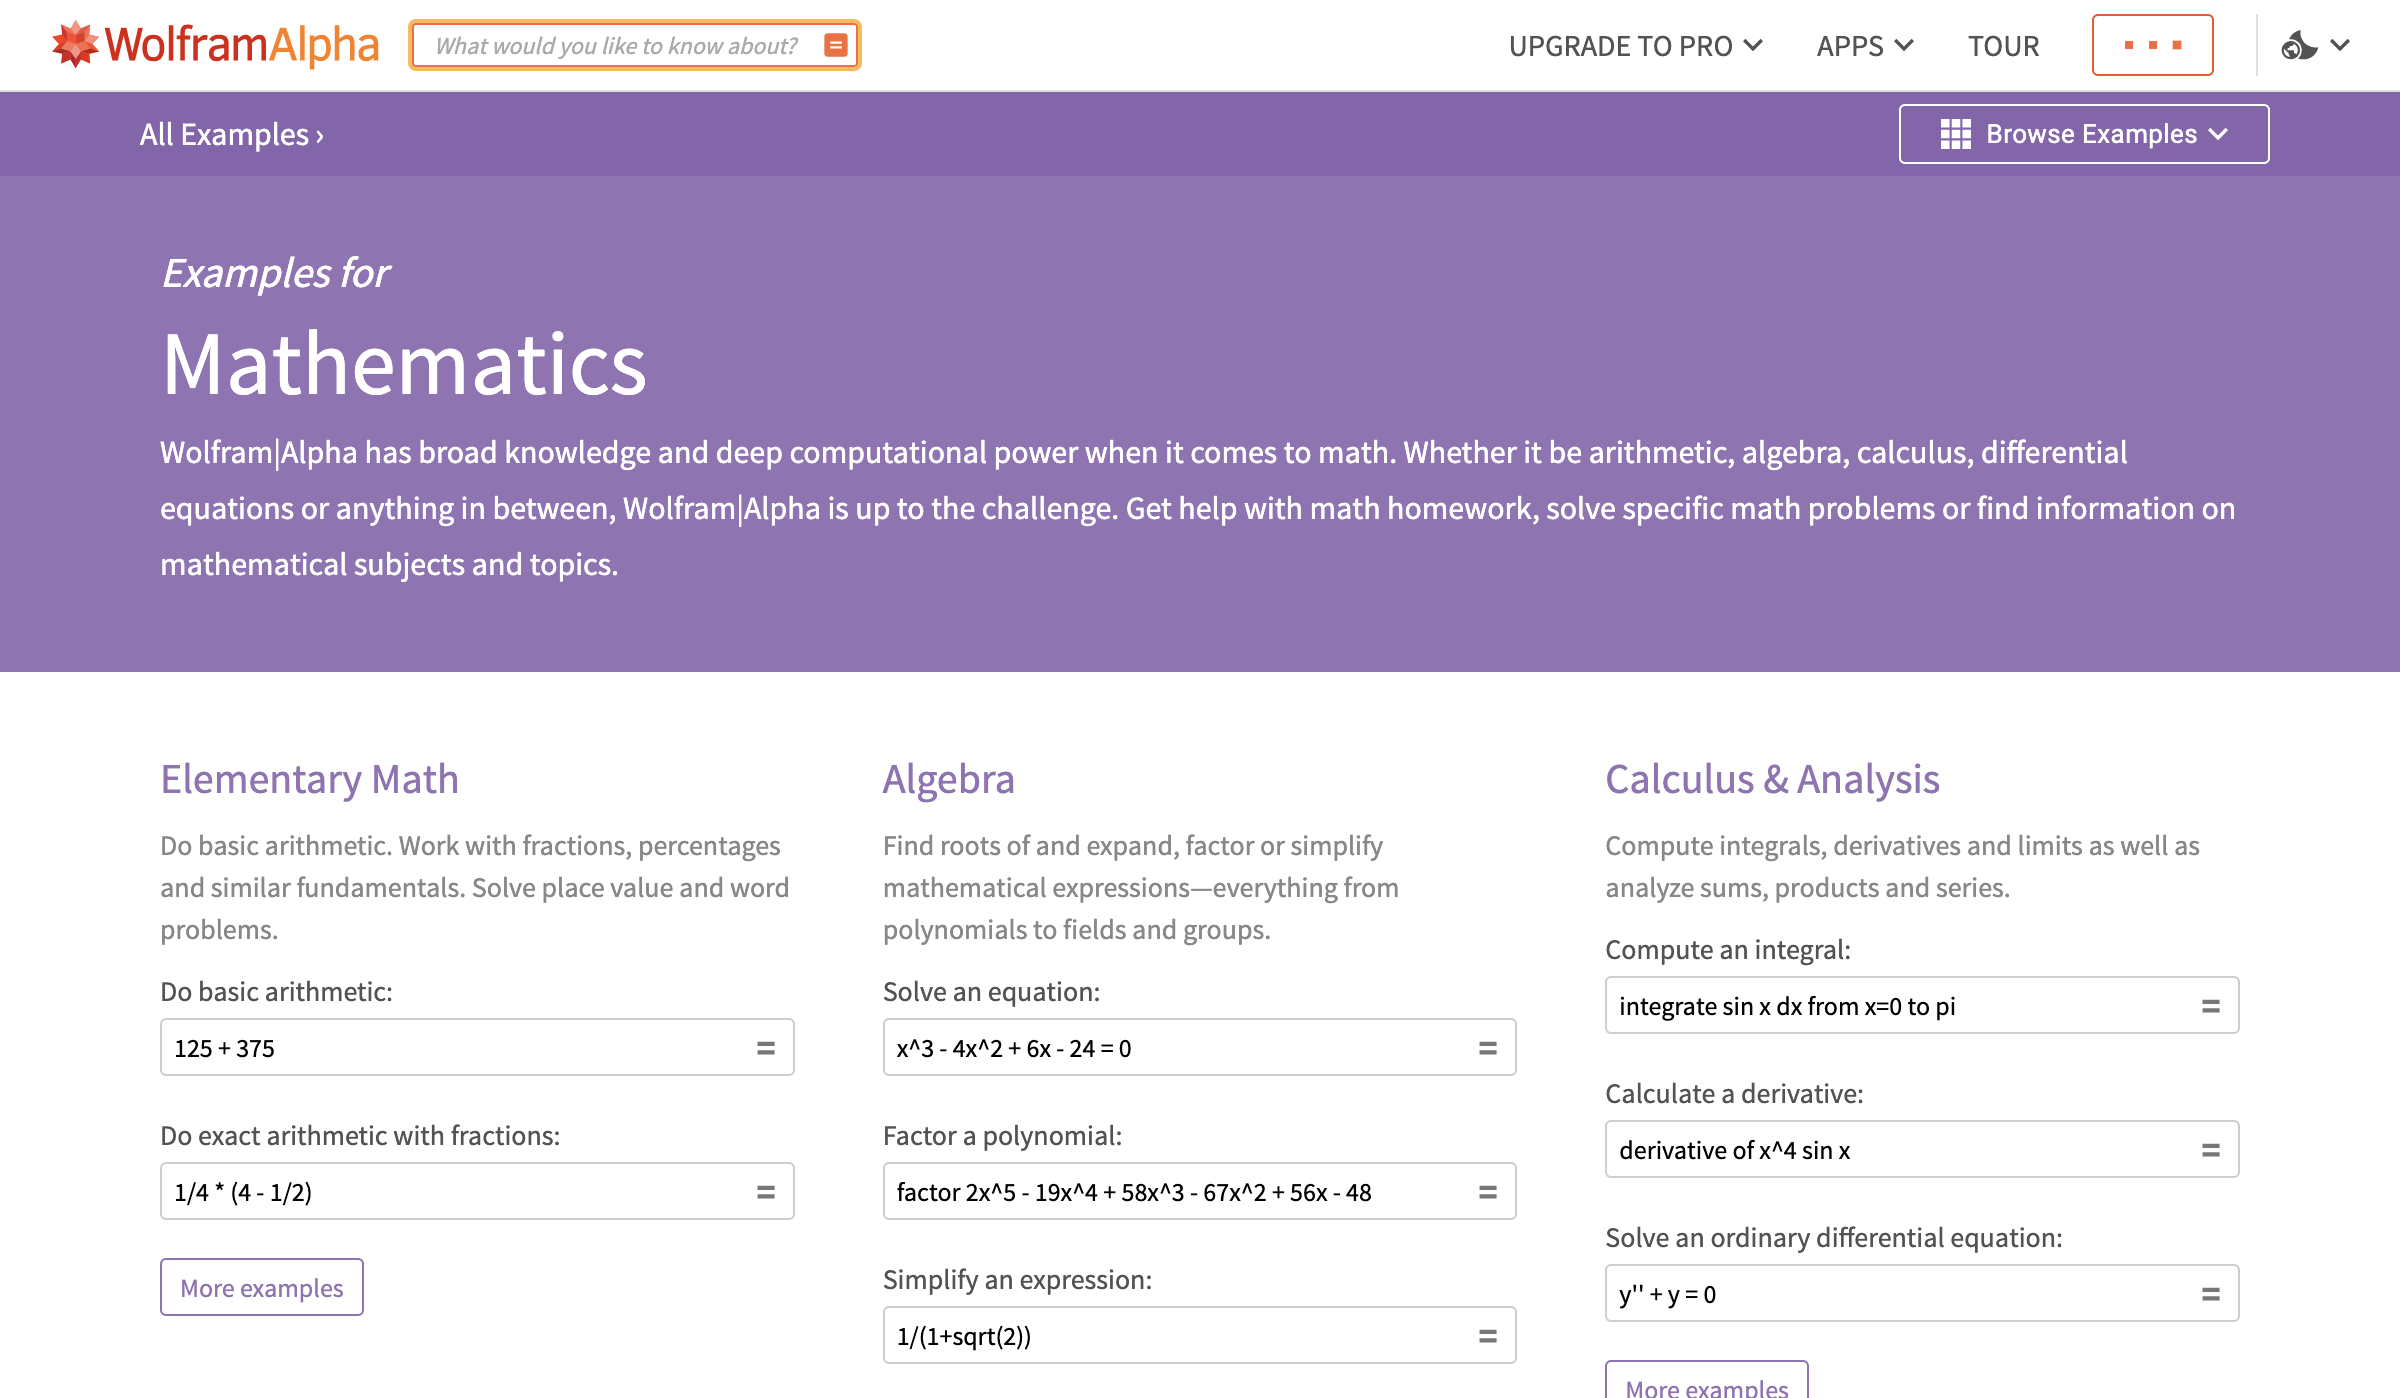 WolframAlpha
What would you like to know about?
UPGRADE TO PRO
APPS
TOUR
All Examples ›
Browse Examples
Examples for
Mathematics
Wolfram|Alpha has broad knowledge and deep computational power when it comes to math. Whether it be arithmetic, algebra, calculus, differential
equations or anything in between, Wolfram|Alpha is up to the challenge. Get help with math homework, solve specific math problems or find information on
mathematical subjects and topics.
Elementary Math
Do basic arithmetic. Work with fractions, percentages
and similar fundamentals. Solve place value and word
problems.
Do basic arithmetic:
125 + 375
Do exact arithmetic with fractions:
1/4 * (4 - 1/2)
More examples
Algebra
Find roots of and expand, factor or simplify
mathematical expressions—everything from
polynomials to fields and groups.
Solve an equation:
x^3 - 4x^2 + 6x - 24 = 0
Factor a polynomial:
factor 2x^5 - 19x^4 + 58x^3 - 67x^2 + 56x - 48
Simplify an expression:
1/(1+sqrt(2))
Calculus & Analysis
Compute integrals, derivatives and limits as well as
analyze sums, products and series.
Compute an integral:
integrate sin x dx from x=0 to pi
Calculate a derivative:
derivative of x^4 sin x
Solve an ordinary differential equation:
y'' + y = 0
More examples